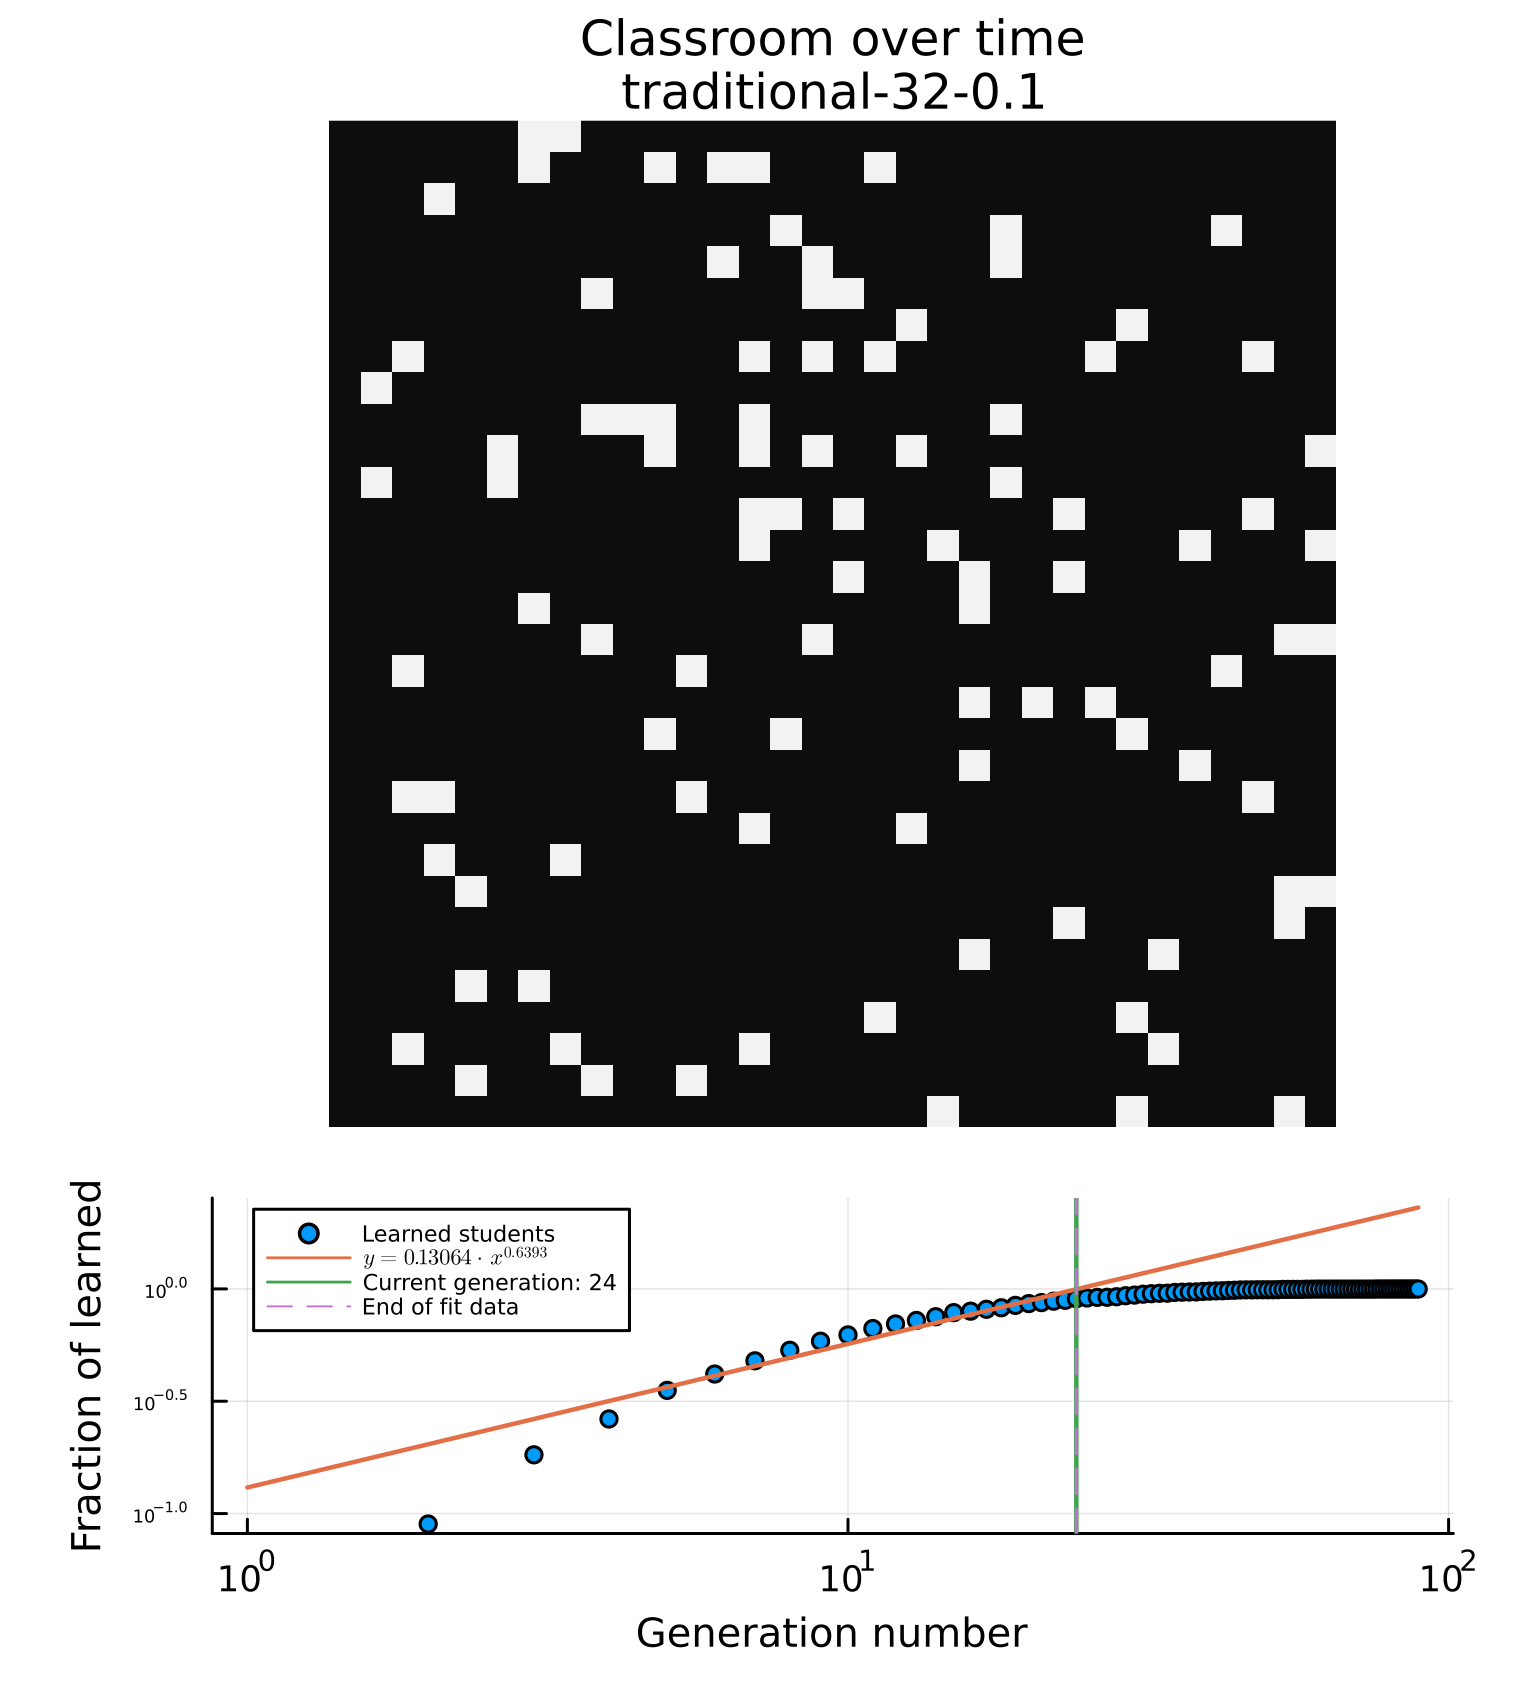 Classroom over time
traditional-32-0.1
Fraction of learned
Learned students
y = 0.13064 · x^0.6393
Current generation: 24
End of fit data
10^0.0
10^−0.5
10^−1.0
10^0 10^1 10^2
Generation number